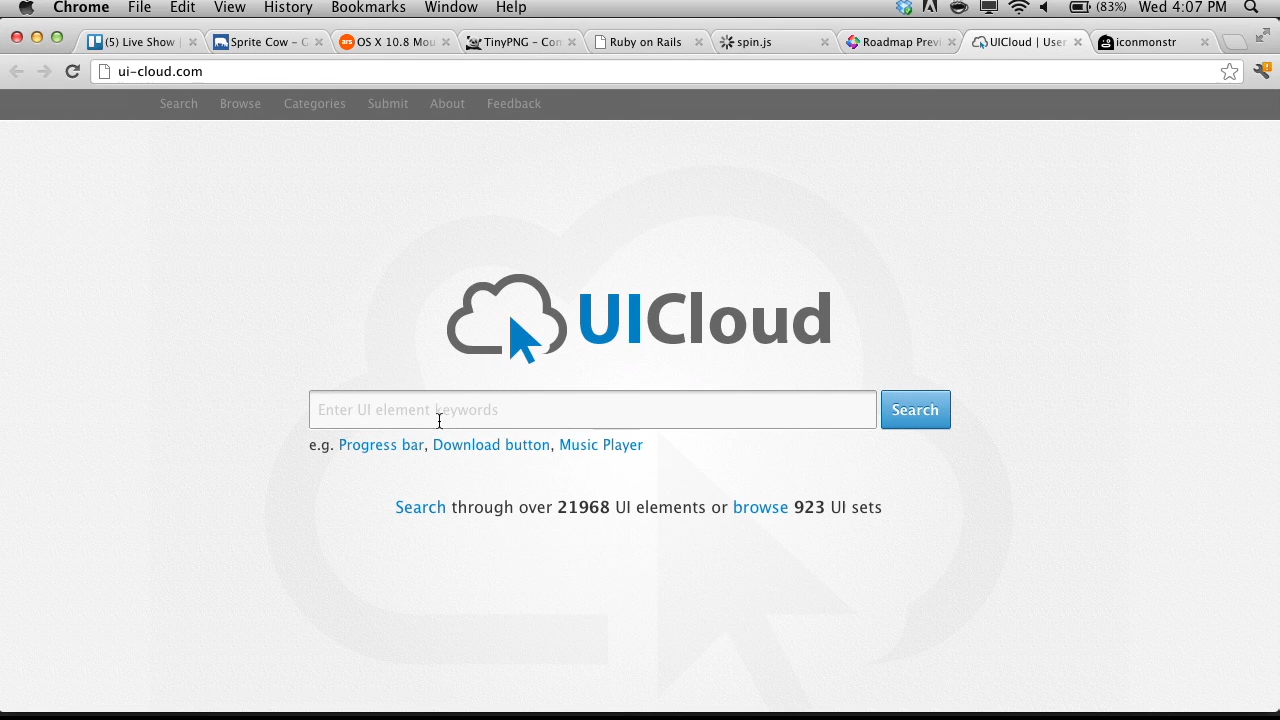 Chrome File Edit View History Bookmarks Window Help (83%) Wed 4:07 PM
(5) Live Show | Sprite Cow - G ars OS X 10.8 Mou TinyPNG - Con Ruby on Rails spin.js Roadmap Previ UICloud | User iconmonstr
ui-cloud.com
Search Browse Categories Submit About Feedback
UICloud
Enter UI element keywords Search
e.g. Progress bar, Download button, Music Player
Search through over 21968 UI elements or browse 923 UI sets